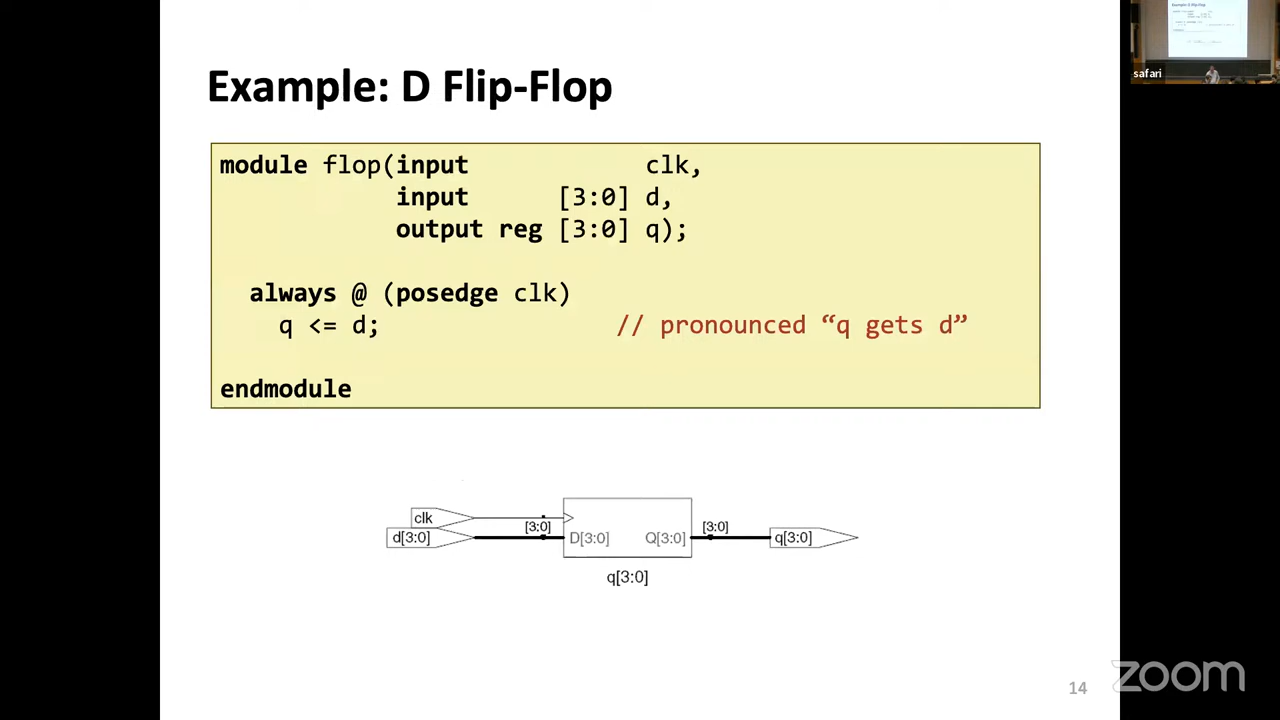 Example: D Flip-Flop
module flop(input clk,
input [3:0] d,
output reg [3:0] q);
always @ (posedge clk)
q <= d; // pronounced “q gets d”
endmodule
clk
d[3:0]
[3:0]
D[3:0] Q[3:0]
[3:0]
q[3:0]
q[3:0]
14
safari
zoom